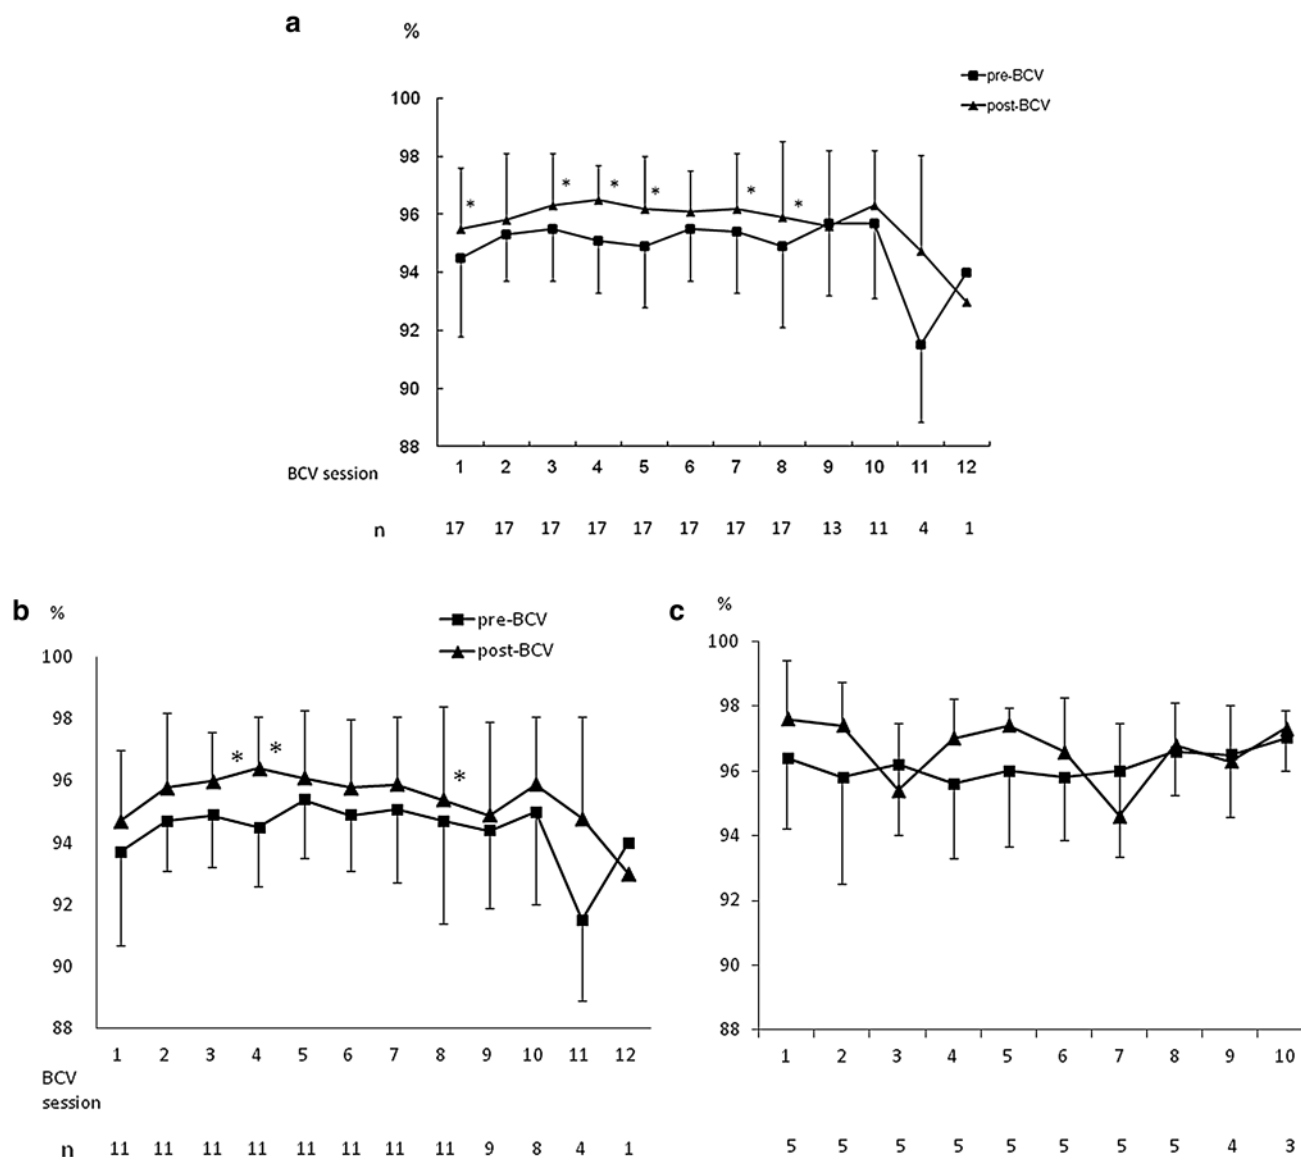 a
%
pre-BCV
post-BCV
100
98
96
94
92
90
88
* * * * * *
BCV session 1 2 3 4 5 6 7 8 9 10 11 12
n 17 17 17 17 17 17 17 17 13 11 4 1
b %
pre-BCV
post-BCV
100
98
96
94
92
90
88
* * *
1 2 3 4 5 6 7 8 9 10 11 12
BCV
session
n 11 11 11 11 11 11 11 11 9 8 4 1
c %
100
98
96
94
92
90
88
1 2 3 4 5 6 7 8 9 10
5 5 5 5 5 5 5 5 4 3